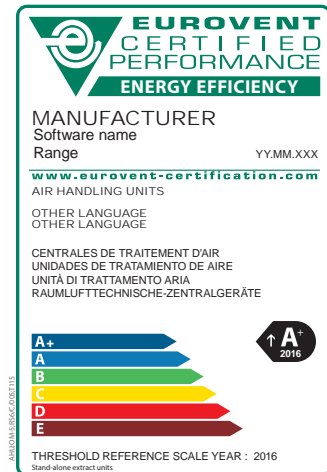 EUROVENT
CERTIFIED
PERFORMANCE
ENERGY EFFICIENCY
MANUFACTURER
Software name
Range YY.MM.XXX
www.eurovent-certification.com
AIR HANDLING UNITS
OTHER LANGUAGE
OTHER LANGUAGE
CENTRALES DE TRAITEMENT D'AIR
UNIDADES DE TRATAMIENTO DE AIRE
UNITÀ DI TRATTAMENTO ARIA
RAUMLUFTTECHNISCHE-ZENTRALGERÄTE
A+
A
B
C
D
E
A+
2016
THRESHOLD REFERENCE SCALE YEAR : 2016
Stand-alone extract units